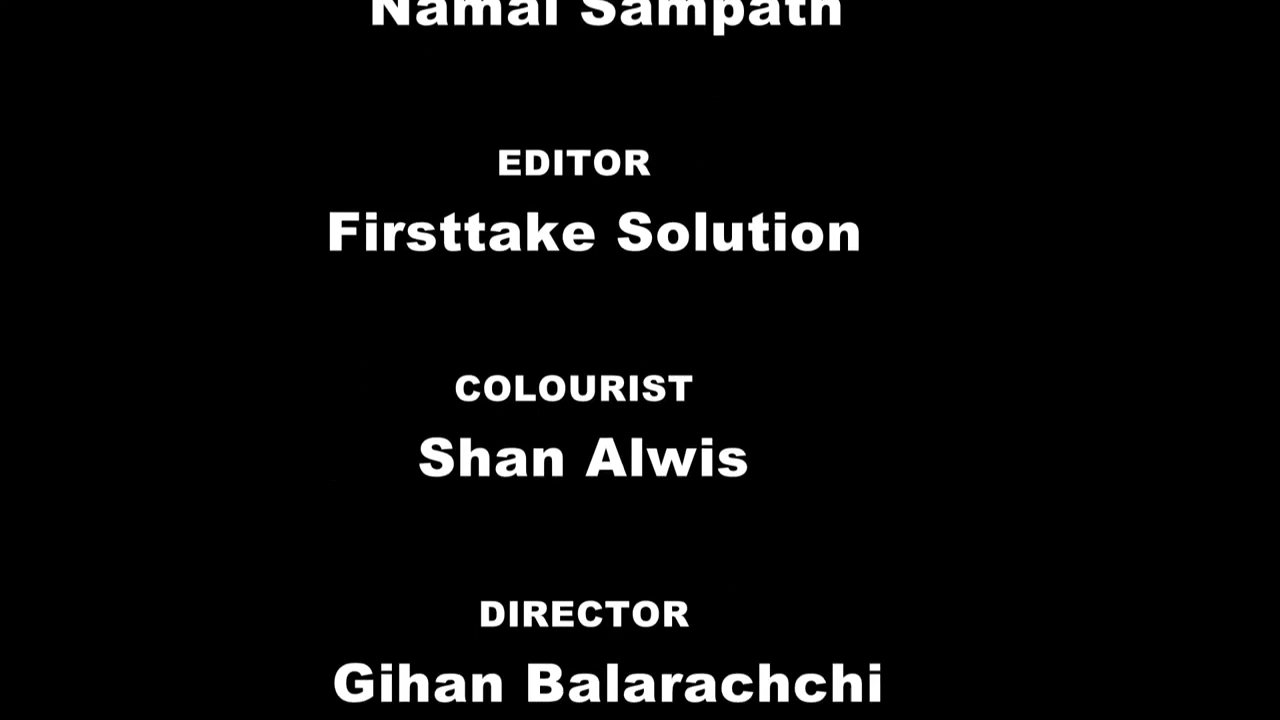 Namal Sampath
EDITOR
Firsttake Solution
COLOURIST
Shan Alwis
DIRECTOR
Gihan Balarachchi